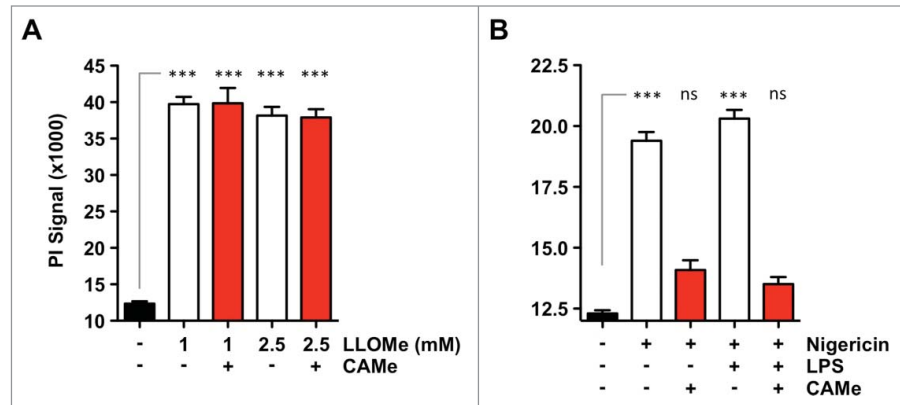 A
PI Signal (x1000)
45
40
35
30
25
20
15
10
*** *** *** ***
- 1 1 2.5 2.5 LLOMe (mM)
- - + - + CAMe
B
22.5
20.0
17.5
15.0
12.5
*** ns *** ns
- + + + + Nigericin
- - - + + LPS
- - + - + CAMe